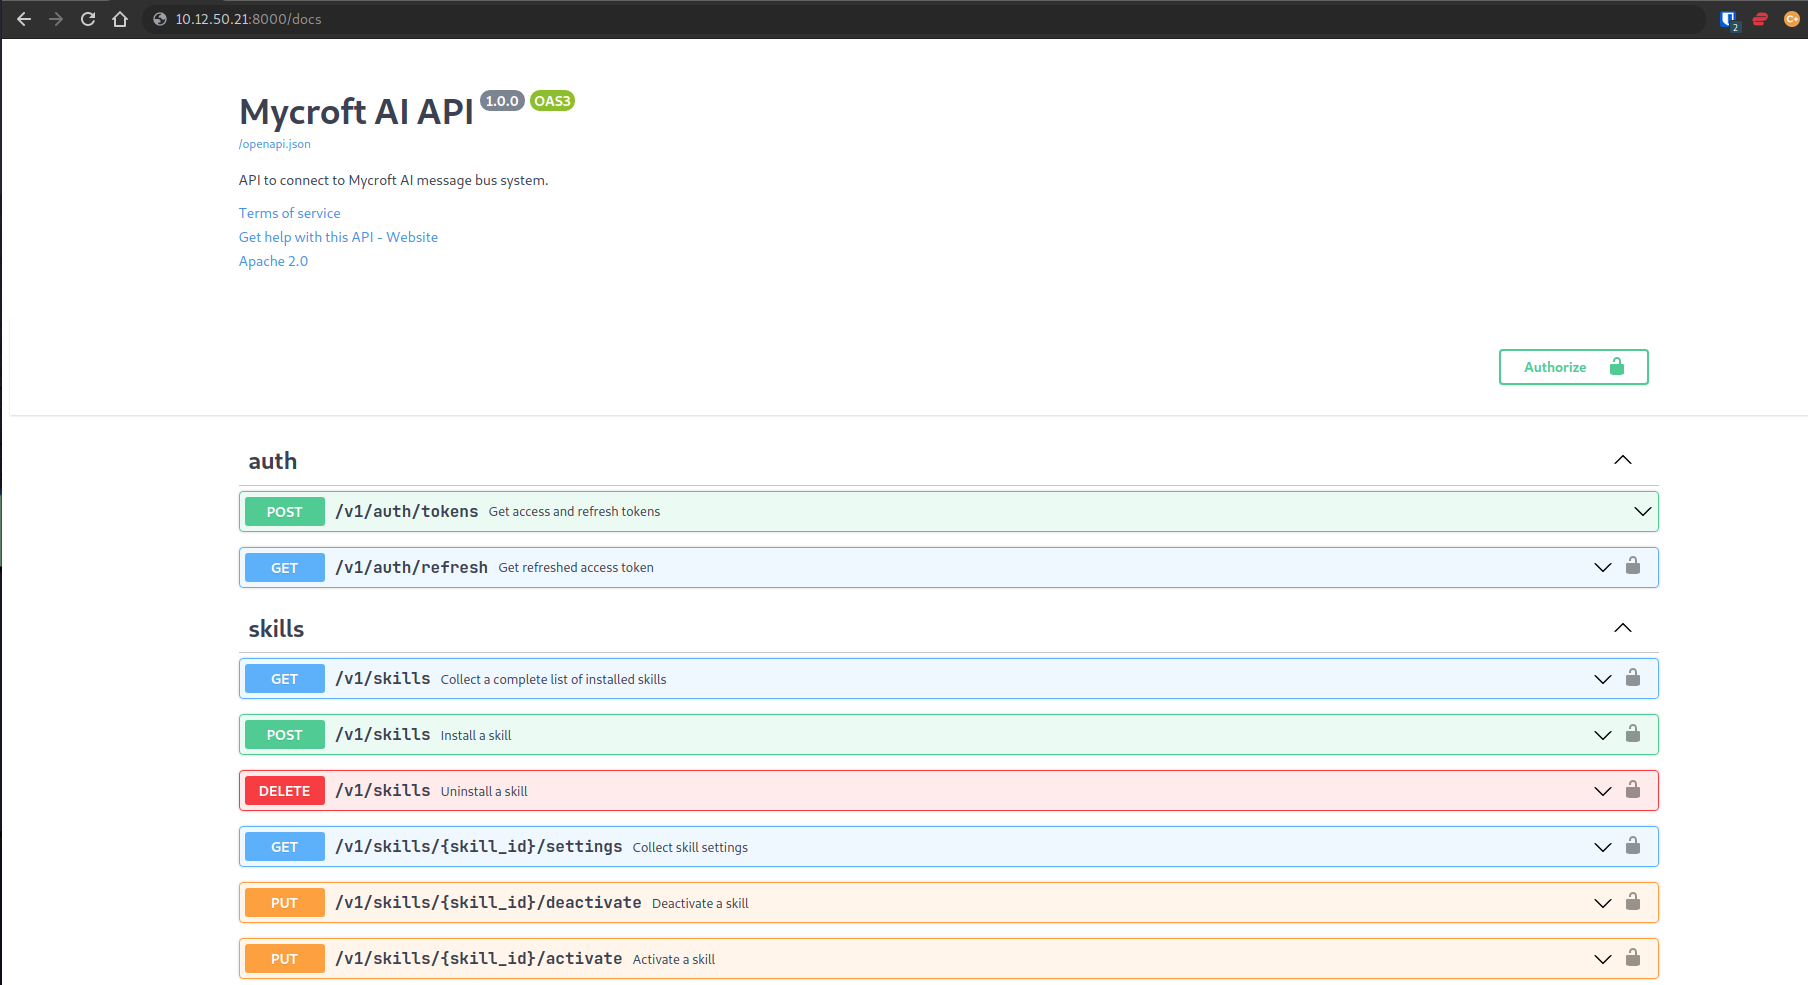 10.12.50.21:8000/docs
2
C+
Mycroft AI API 1.0.0 OAS3
/openapi.json
API to connect to Mycroft AI message bus system.
Terms of service
Get help with this API - Website
Apache 2.0
Authorize
auth
POST /v1/auth/tokens Get access and refresh tokens
GET /v1/auth/refresh Get refreshed access token
skills
GET /v1/skills Collect a complete list of installed skills
POST /v1/skills Install a skill
DELETE /v1/skills Uninstall a skill
GET /v1/skills/{skill_id}/settings Collect skill settings
PUT /v1/skills/{skill_id}/deactivate Deactivate a skill
PUT /v1/skills/{skill_id}/activate Activate a skill